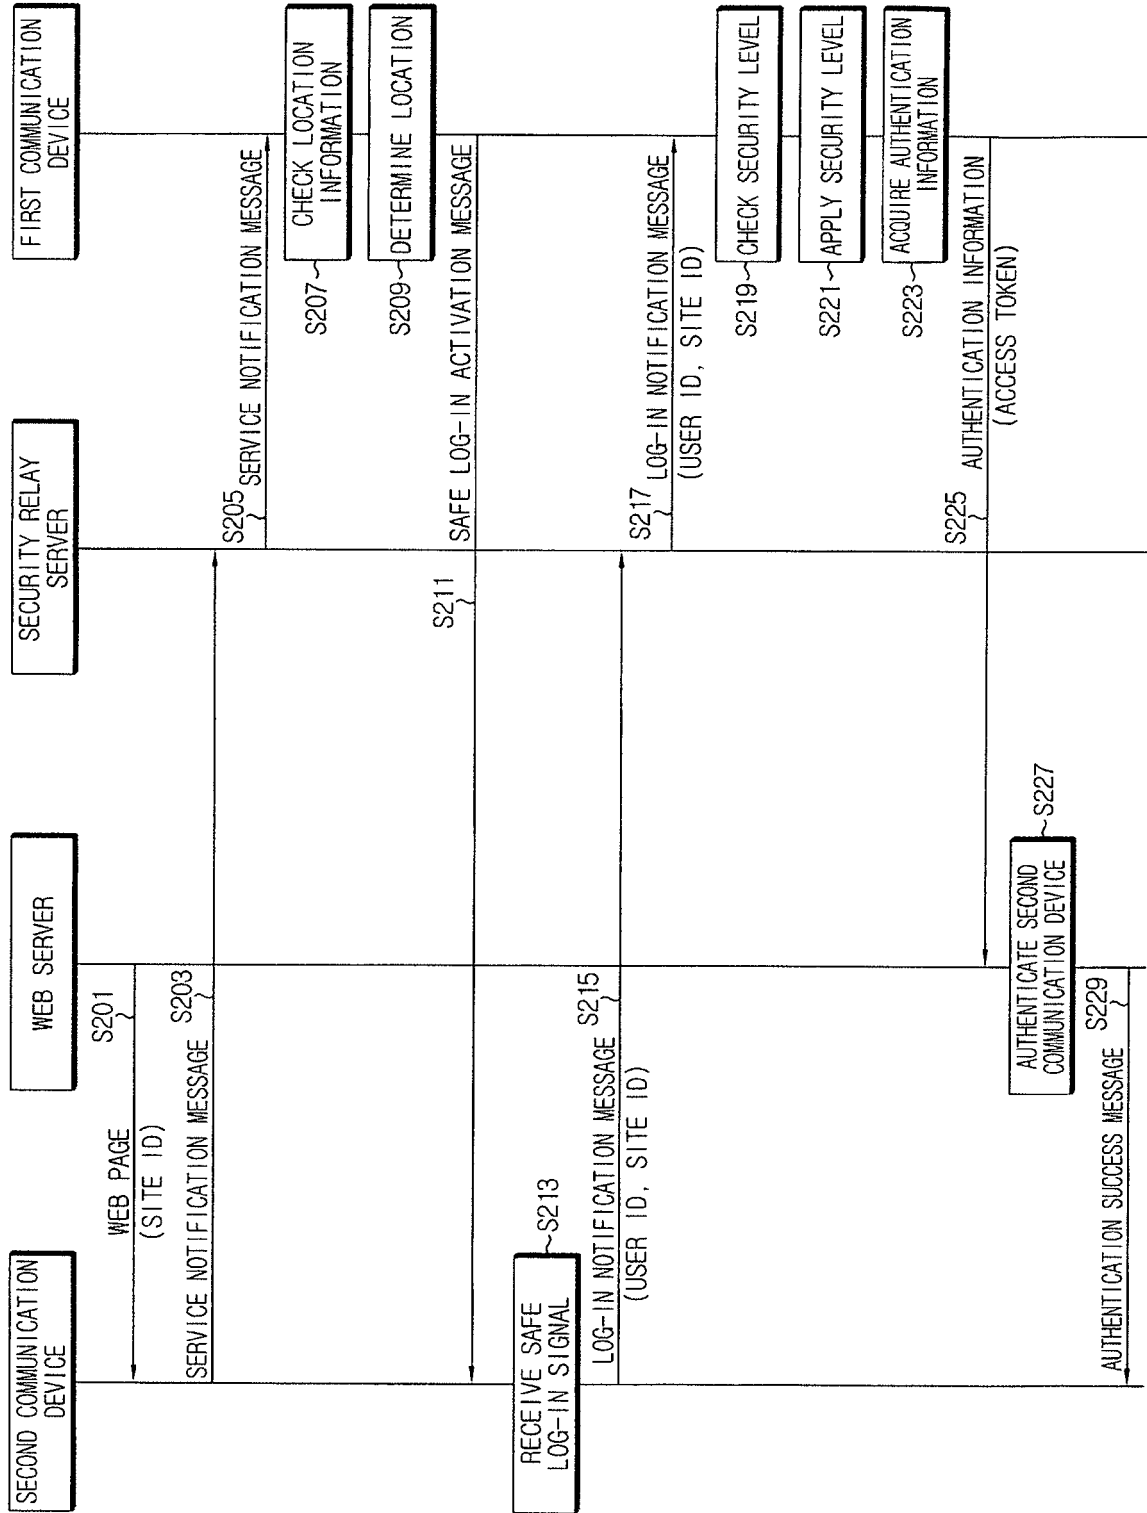 SECOND COMMUNICATION
DEVICE
WEB SERVER
SECURITY RELAY
SERVER
FIRST COMMUNICATION
DEVICE
WEB PAGE
(SITE ID)
S201
SERVICE NOTIFICATION MESSAGE
S203
S205
SERVICE NOTIFICATION MESSAGE
S207
CHECK LOCATION
INFORMATION
S209
DETERMINE LOCATION
S211
SAFE LOG-IN ACTIVATION MESSAGE
RECEIVE SAFE
LOG-IN SIGNAL
S213
LOG-IN NOTIFICATION MESSAGE
(USER ID, SITE ID)
S215
S217
LOG-IN NOTIFICATION MESSAGE
(USER ID, SITE ID)
S219
CHECK SECURITY LEVEL
S221
APPLY SECURITY LEVEL
S223
ACQUIRE AUTHENTICATION
INFORMATION
S225
AUTHENTICATION INFORMATION
(ACCESS TOKEN)
AUTHENTICATE SECOND
COMMUNICATION DEVICE
S227
AUTHENTICATION SUCCESS MESSAGE
S229